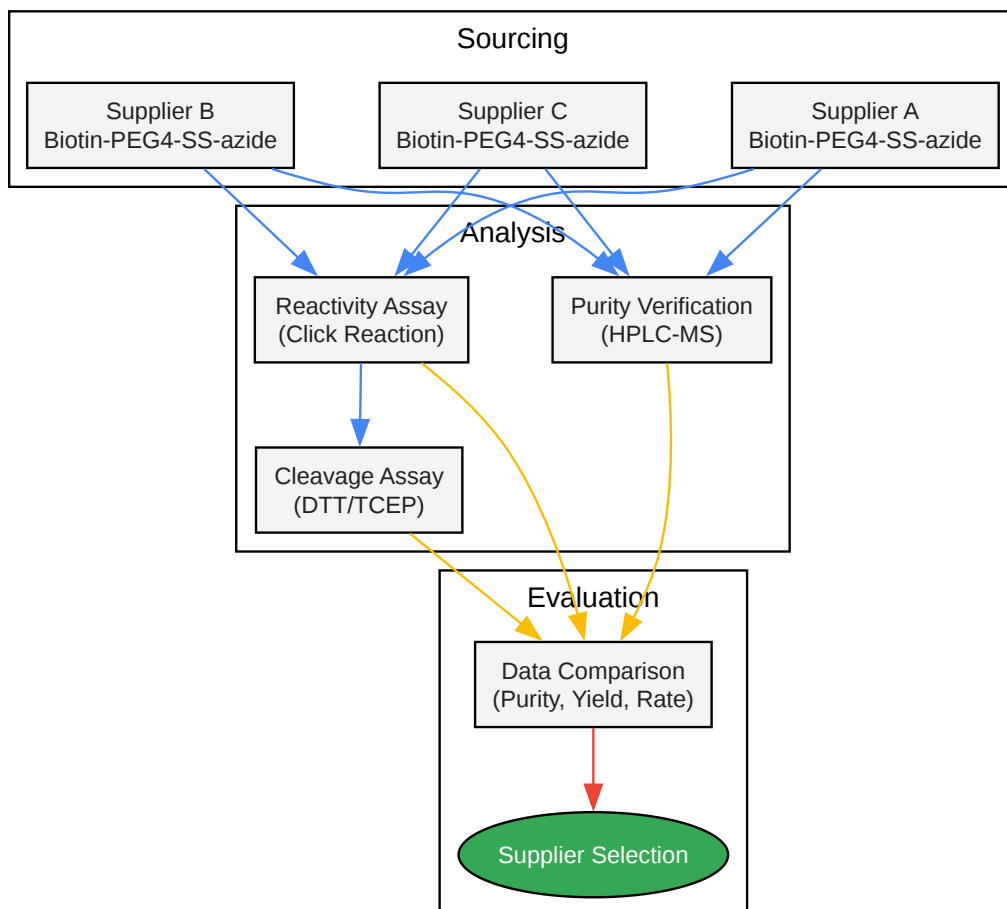 Sourcing
Supplier B
Biotin-PEG4-SS-azide
Supplier C
Biotin-PEG4-SS-azide
Supplier A
Biotin-PEG4-SS-azide
Analysis
Reactivity Assay
(Click Reaction)
Purity Verification
(HPLC-MS)
Cleavage Assay
(DTT/TCEP)
Evaluation
Data Comparison
(Purity, Yield, Rate)
Supplier Selection